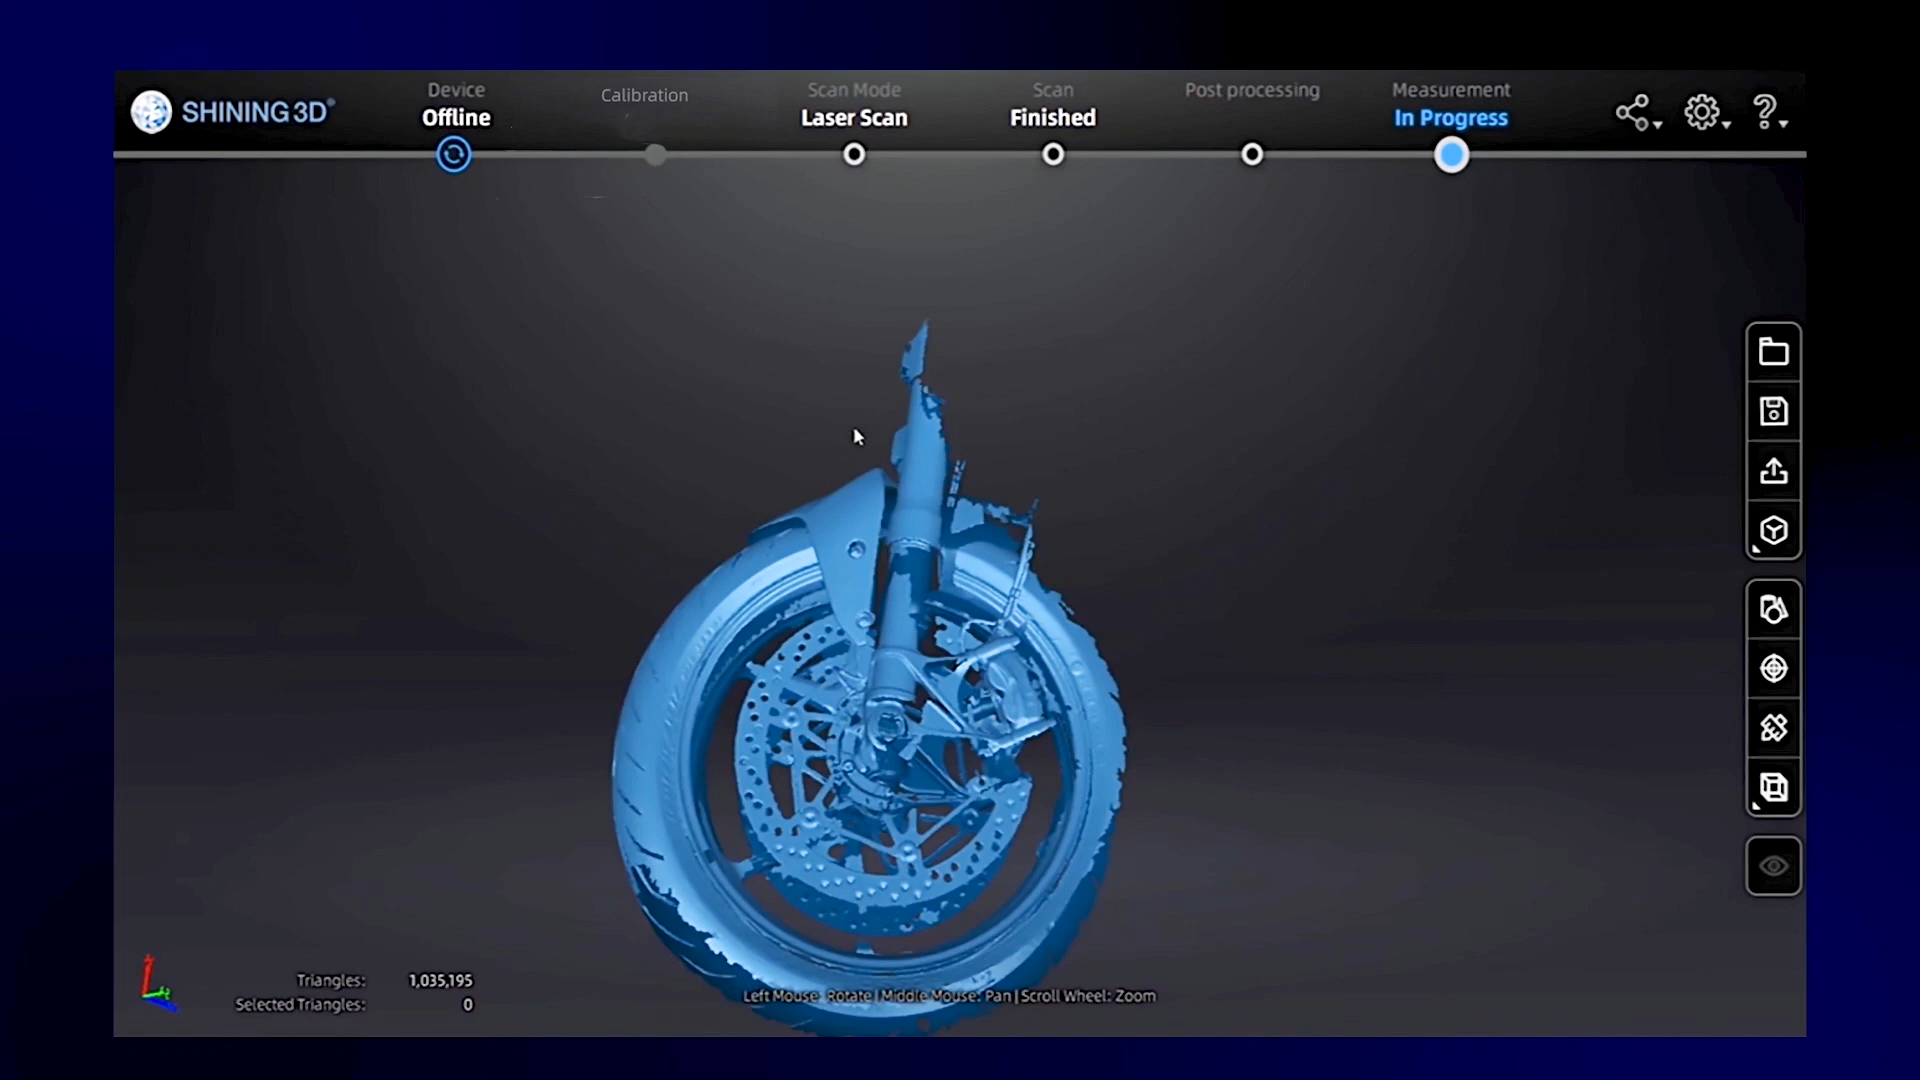 SHINING 3D®
Device
Offline
Calibration
Scan Mode
Laser Scan
Scan
Finished
Post processing
Measurement
In Progress
Triangles: 1,035,195
Selected Triangles: 0
Left Mouse: Rotate | Middle Mouse: Pan | Scroll Wheel: Zoom